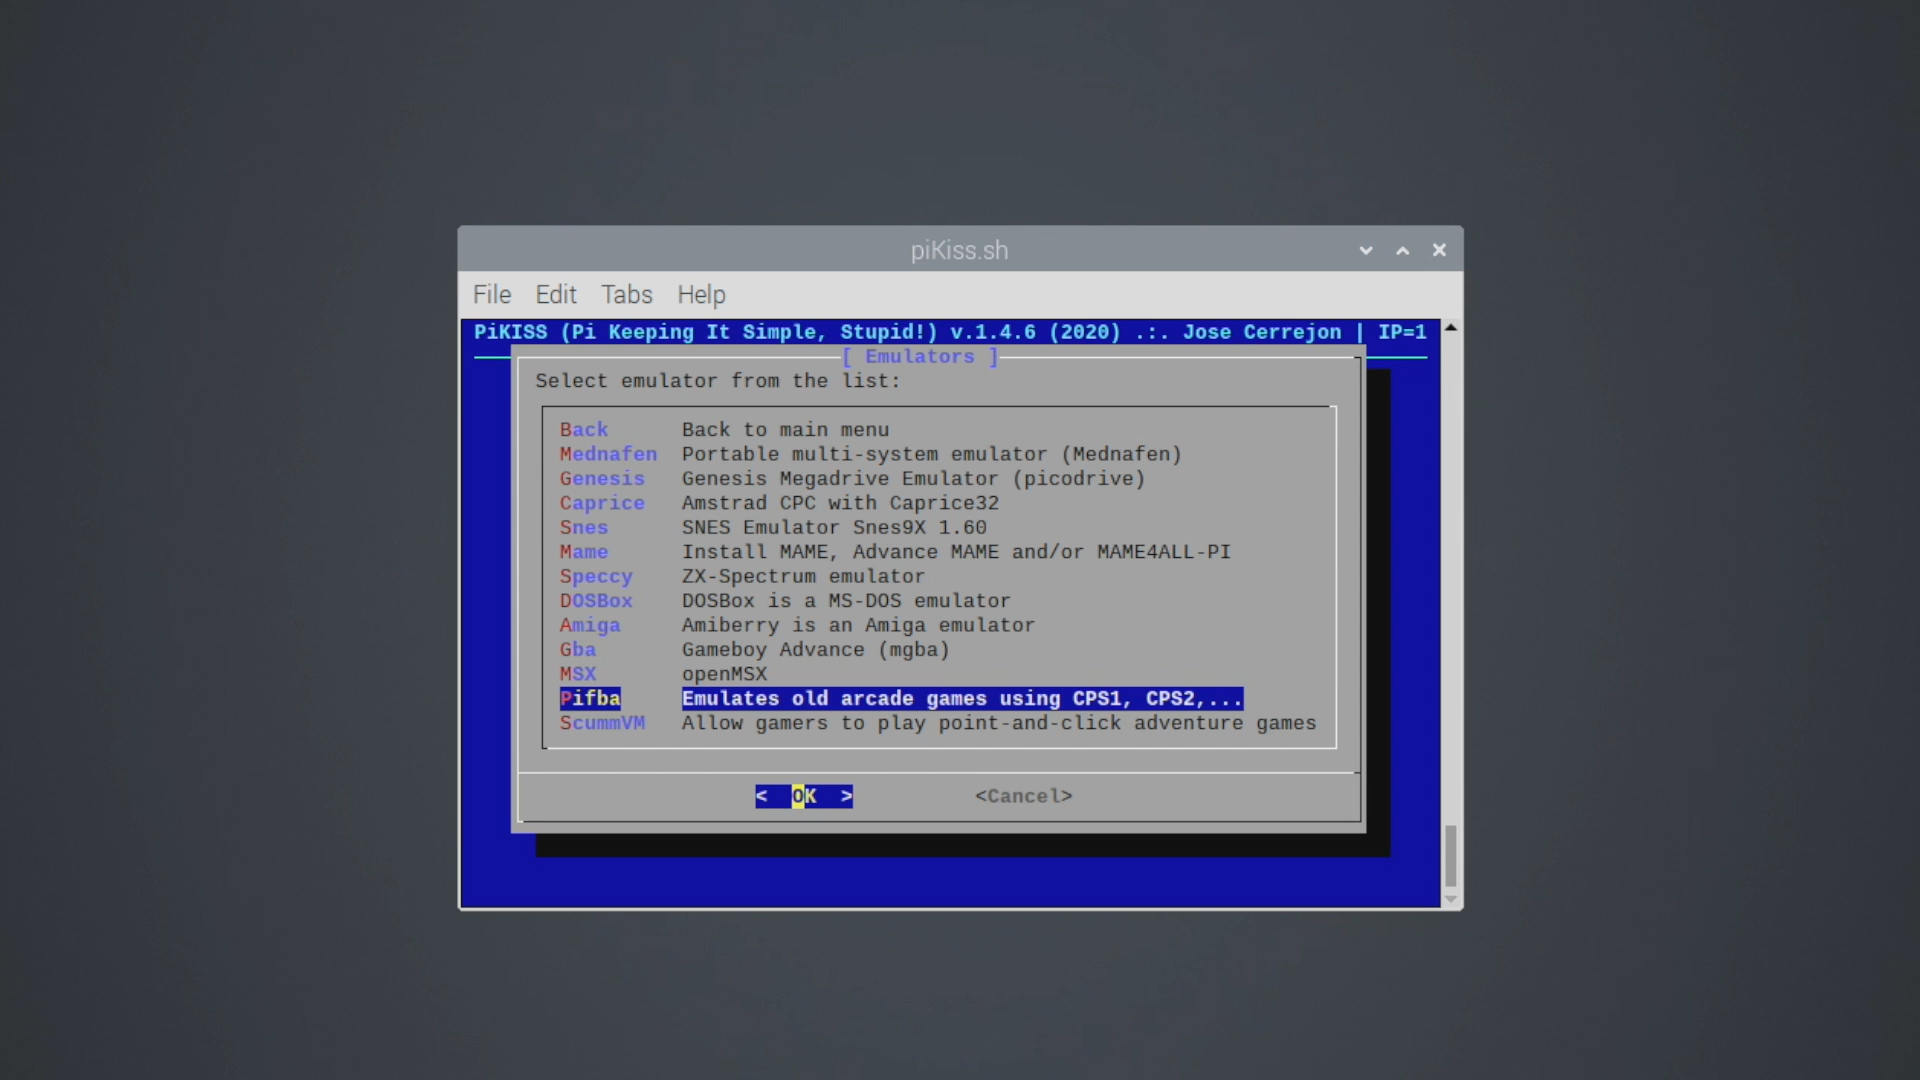 piKiss.sh
File Edit Tabs Help
PiKISS (Pi Keeping It Simple, Stupid!) v.1.4.6 (2020) .:. Jose Cerrejon | IP=1
[ Emulators ]
Select emulator from the list:
Back Back to main menu
Mednafen Portable multi-system emulator (Mednafen)
Genesis Genesis Megadrive Emulator (picodrive)
Caprice Amstrad CPC with Caprice32
Snes SNES Emulator Snes9X 1.60
Mame Install MAME, Advance MAME and/or MAME4ALL-PI
Speccy ZX-Spectrum emulator
DOSBox DOSBox is a MS-DOS emulator
Amiga Amiberry is an Amiga emulator
Gba Gameboy Advance (mgba)
MSX openMSX
Pifba Emulates old arcade games using CPS1, CPS2,...
ScummVM Allow gamers to play point-and-click adventure games
< OK > <Cancel>